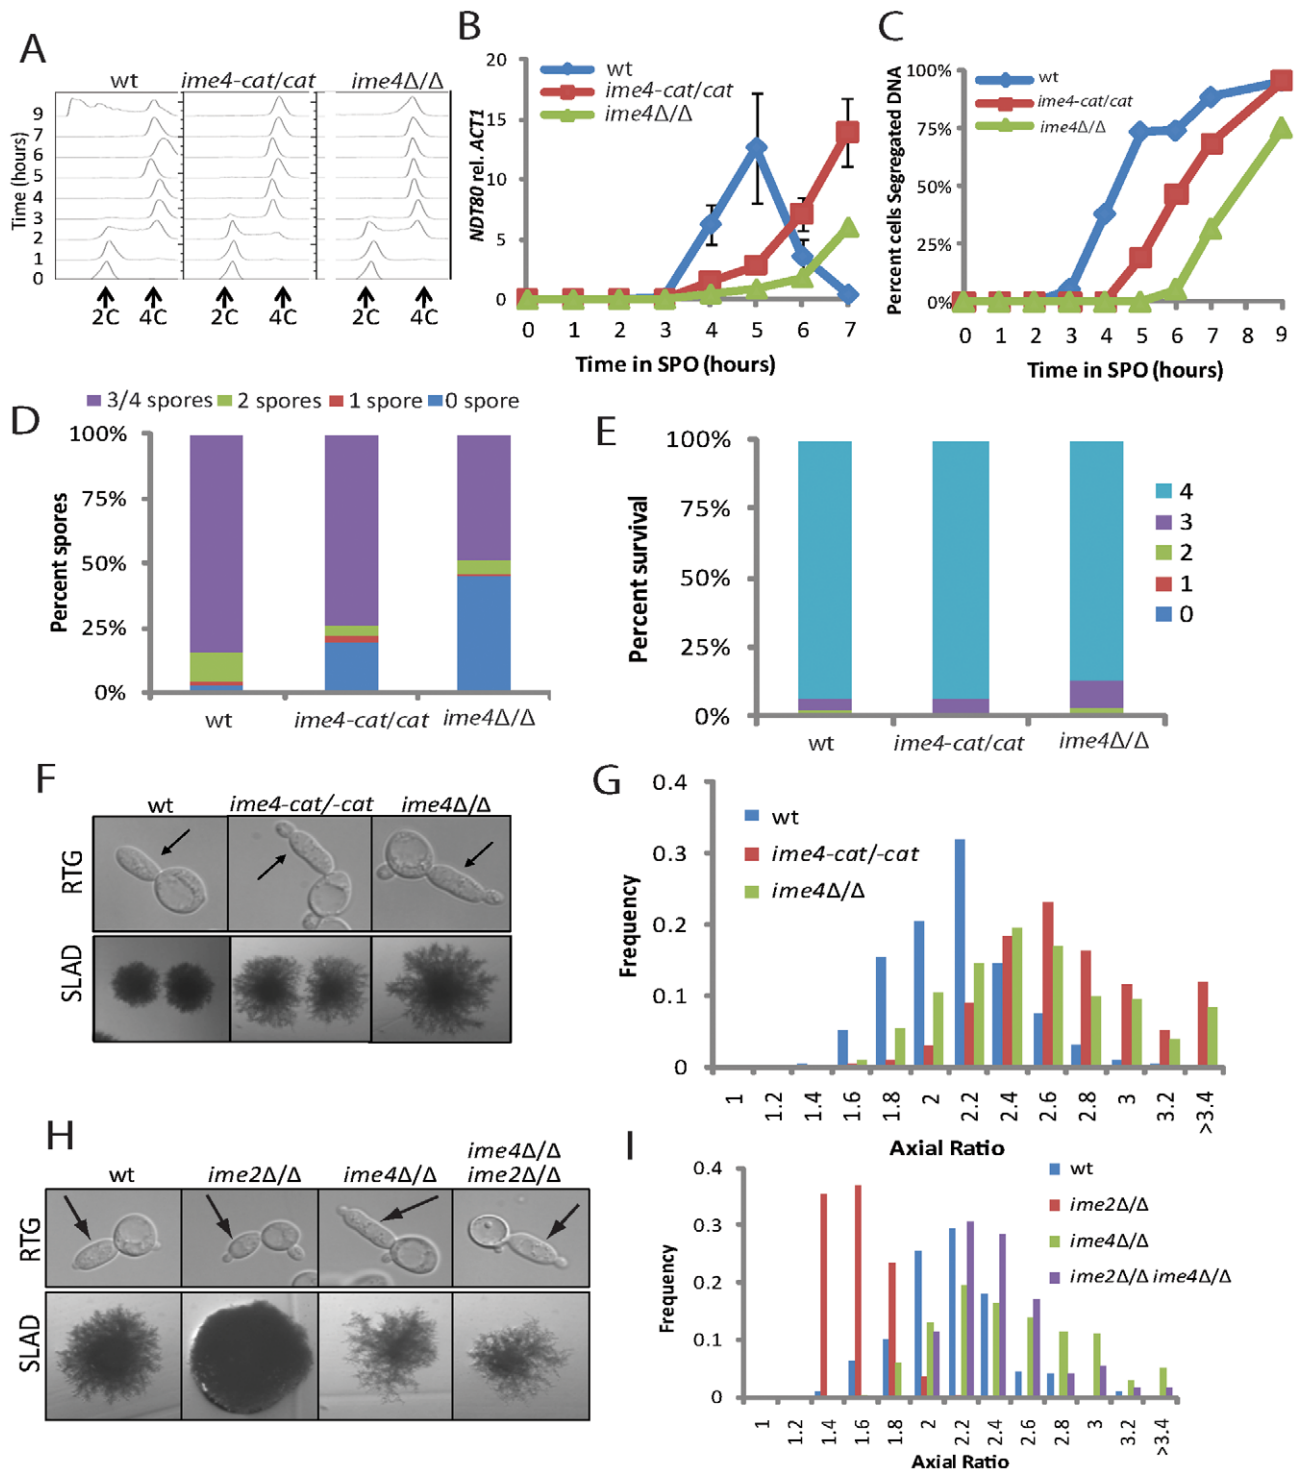 A
wt ime4-cat/cat ime4Δ/Δ
Time (hours)
9
7
6
5
4
3
2
1
0
2C 4C 2C 4C 2C 4C
B
wt
ime4-cat/cat
ime4Δ/Δ
NDT80 rel. ACT1
20
15
10
5
0
0 1 2 3 4 5 6 7
Time in SPO (hours)
C
wt
ime4-cat/cat
ime4Δ/Δ
Percent cells Segregated DNA
100%
75%
50%
25%
0%
0 1 2 3 4 5 6 7 9
Time in SPO (hours)
D
3/4 spores 2 spores 1 spore 0 spore
Percent spores
100%
75%
50%
25%
0%
wt ime4-cat/cat ime4Δ/Δ
E
Percent survival
100%
75%
50%
25%
0%
wt ime4-cat/cat ime4Δ/Δ
4
3
2
1
0
F
wt ime4-cat/-cat ime4Δ/Δ
RTG
SLAD
G
wt
ime4-cat/-cat
ime4Δ/Δ
Frequency
0.4
0.3
0.2
0.1
0
1 1.2 1.4 1.6 1.8 2 2.2 2.4 2.6 2.8 3 3.2 >3.4
Axial Ratio
H
wt ime2Δ/Δ ime4Δ/Δ ime4Δ/Δ
ime2Δ/Δ
RTG
SLAD
I
wt
ime2Δ/Δ
ime4Δ/Δ
ime2Δ/Δ ime4Δ/Δ
Frequency
0.4
0.3
0.2
0.1
0
1 1.2 1.4 1.6 1.8 2 2.2 2.4 2.6 2.8 3 3.2 >3.4
Axial Ratio